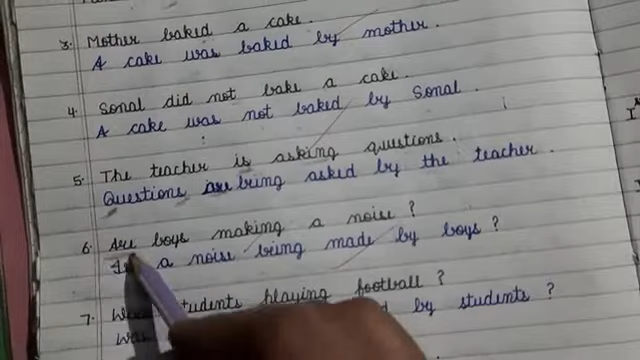 3. Mother baked a cake.
A cake was baked by mother.
4. Sonal did not bake a cake.
A cake was not baked by Sonal.
5. The teacher is asking questions.
Questions are being asked by the teacher.
6. Are boys making a noise?
a noise being made by boys?
7. students playing football?
Was by students?